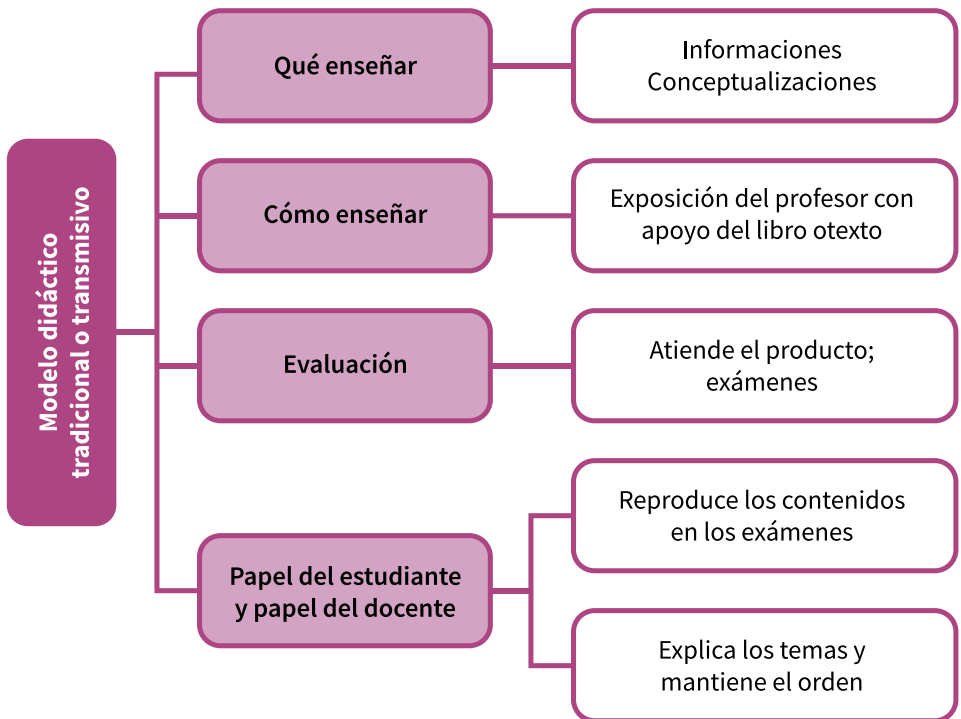 Modelo didáctico
tradicional o transmisivo
Qué enseñar
Informaciones
Conceptualizaciones
Cómo enseñar
Exposición del profesor con
apoyo del libro otexto
Evaluación
Atiende el producto;
exámenes
Papel del estudiante
y papel del docente
Reproduce los contenidos
en los exámenes
Explica los temas y
mantiene el orden